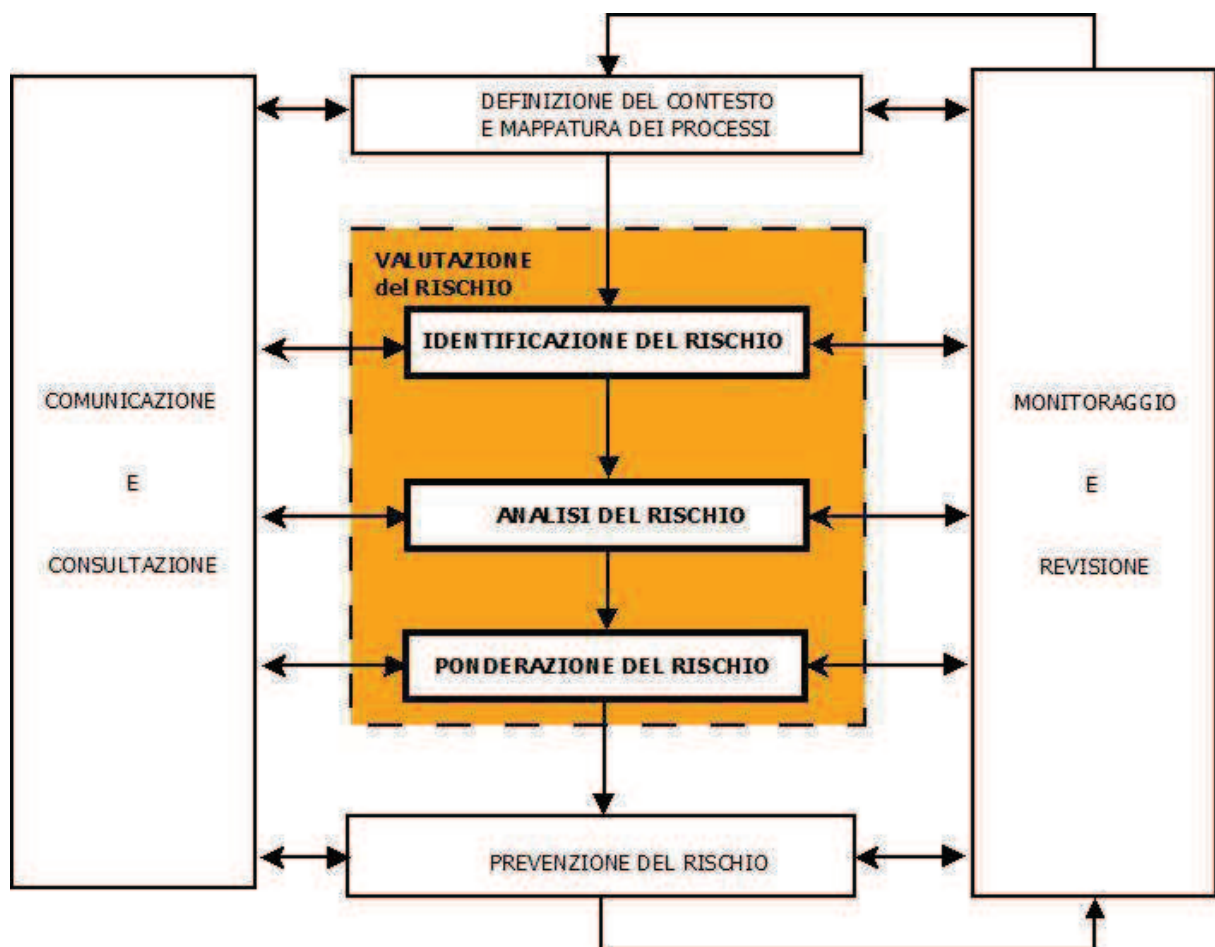 DEFINIZIONE DEL CONTESTO
E MAPPATURA DEI PROCESSI
VALUTAZIONE
del RISCHIO
IDENTIFICAZIONE DEL RISCHIO
ANALISI DEL RISCHIO
PONDERAZIONE DEL RISCHIO
PREVENZIONE DEL RISCHIO
COMUNICAZIONE
E
CONSULTAZIONE
MONITORAGGIO
E
REVISIONE